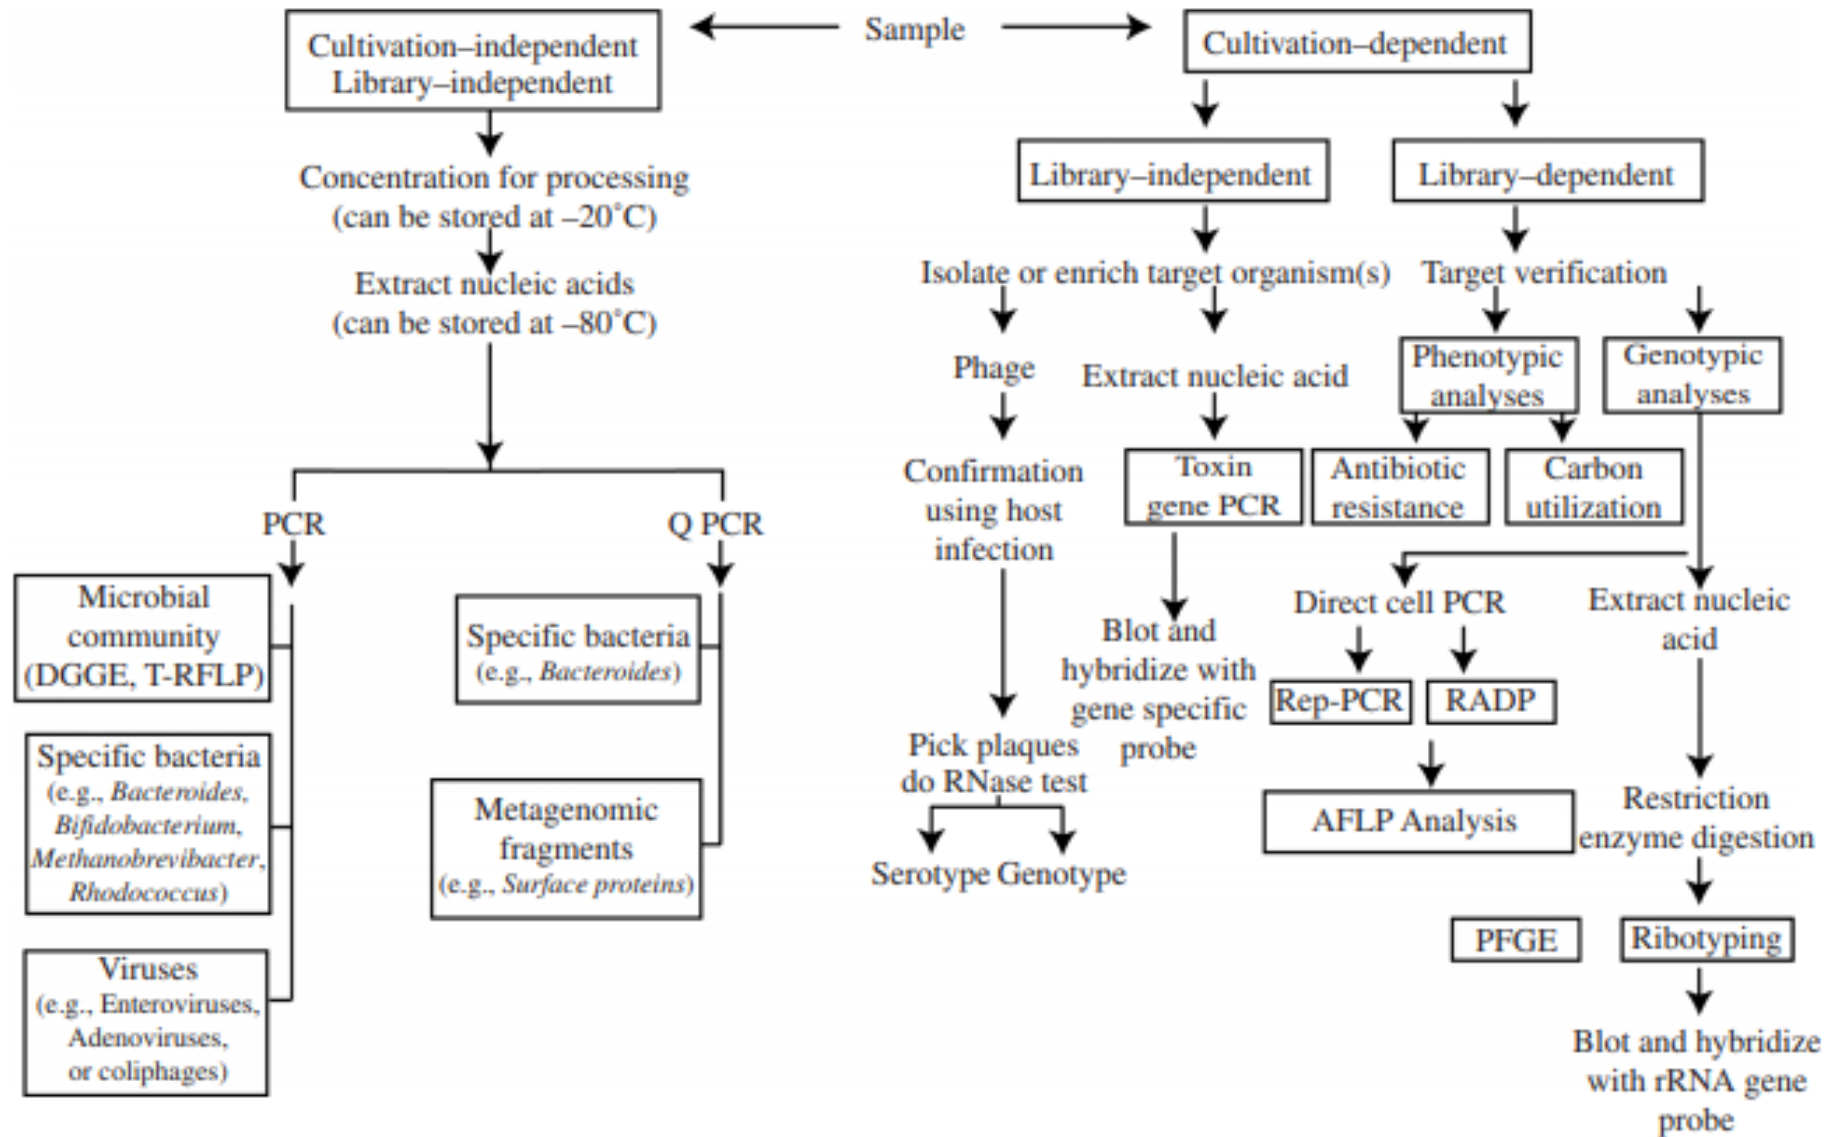 Sample
Cultivation–independent
Library–independent
Concentration for processing
(can be stored at –20˚C)
Extract nucleic acids
(can be stored at –80˚C)
PCR
Microbial
community
(DGGE, T-RFLP)
Specific bacteria
(e.g., Bacteroides,
Bifidobacterium,
Methanobrevibacter,
Rhodococcus)
Viruses
(e.g., Enteroviruses,
Adenoviruses,
or coliphages)
Q PCR
Specific bacteria
(e.g., Bacteroides)
Metagenomic
fragments
(e.g., Surface proteins)
Cultivation–dependent
Library–independent
Isolate or enrich target organism(s)
Phage
Confirmation
using host
infection
Pick plaques
do RNase test
Serotype
Genotype
Extract nucleic acid
Toxin
gene PCR
Blot and
hybridize with
gene specific
probe
Library–dependent
Target verification
Phenotypic
analyses
Antibiotic
resistance
Carbon
utilization
Genotypic
analyses
Direct cell PCR
Rep-PCR
RADP
AFLP Analysis
Extract nucleic
acid
Restriction
enzyme digestion
PFGE
Ribotyping
Blot and hybridize
with rRNA gene
probe